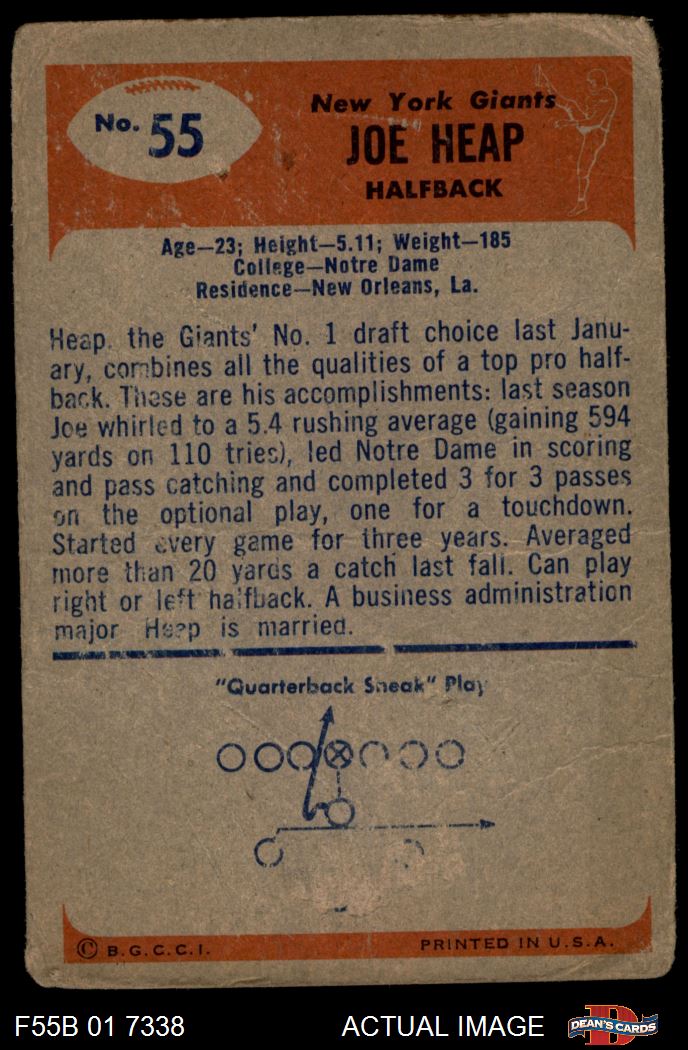 No. 55
New York Giants
JOE HEAP
HALFBACK
Age—23; Height—5.11; Weight—185
College—Notre Dame
Residence—New Orleans, La.
Heap, the Giants' No. 1 draft choice last Janu-
ary, combines all the qualities of a top pro half-
back. These are his accomplishments: last season
Joe whirled to a 5.4 rushing average (gaining 594
yards on 110 tries), led Notre Dame in scoring
and pass catching and completed 3 for 3 passes
on the optional play, one for a touchdown.
Started every game for three years. Averaged
more than 20 yards a catch last fall. Can play
right or left halfback. A business administration
major Heap is married.
"Quarterback Sneak" Play
© B.G.C.C.I.
PRINTED IN U.S.A.
F55B 01 7338
ACTUAL IMAGE
D
DEAN'S CARDS